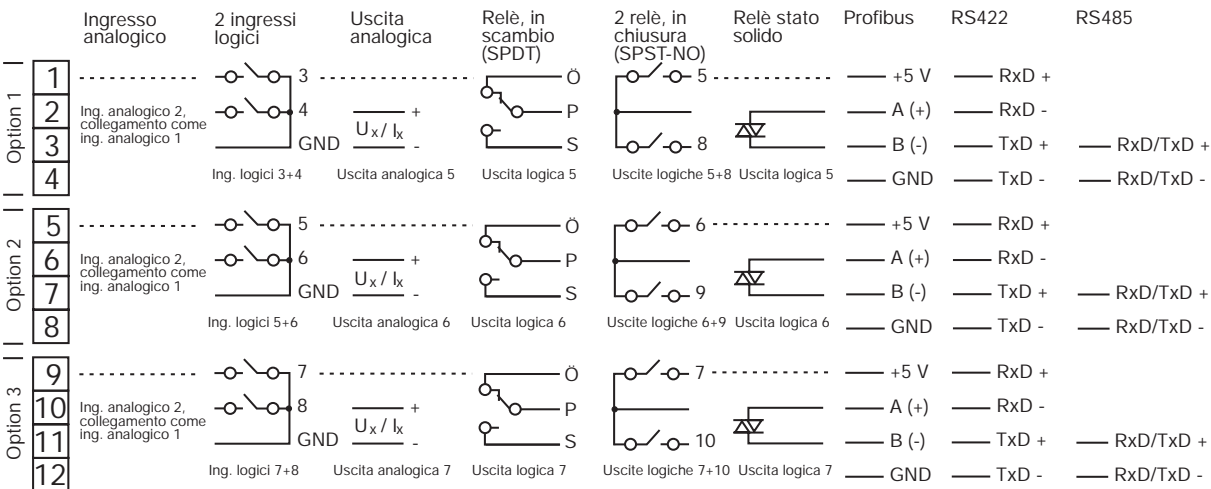 Ingresso analogico
2 ingressi logici
Uscita analogica
Relè, in scambio (SPDT)
2 relè, in chiusura (SPST-NO)
Relè stato solido
Profibus
RS422
RS485
Option 1
1 3 Ö 5 +5 V RxD +
2 Ing. analogico 2, collegamento come ing. analogico 1 4 + Ux / Ix P A (+) RxD -
3 GND - S 8 B (-) TxD + RxD/TxD +
4 Ing. logici 3+4 Uscita analogica 5 Uscita logica 5 Uscite logiche 5+8 Uscita logica 5 GND TxD - RxD/TxD -
Option 2
5 5 Ö 6 +5 V RxD +
6 Ing. analogico 2, collegamento come ing. analogico 1 6 + Ux / Ix P A (+) RxD -
7 GND - S 9 B (-) TxD + RxD/TxD +
8 Ing. logici 5+6 Uscita analogica 6 Uscita logica 6 Uscite logiche 6+9 Uscita logica 6 GND TxD - RxD/TxD -
Option 3
9 7 Ö 7 +5 V RxD +
10 Ing. analogico 2, collegamento come ing. analogico 1 8 + Ux / Ix P A (+) RxD -
11 GND - S 10 B (-) TxD + RxD/TxD +
12 Ing. logici 7+8 Uscita analogica 7 Uscita logica 7 Uscite logiche 7+10 Uscita logica 7 GND TxD - RxD/TxD -